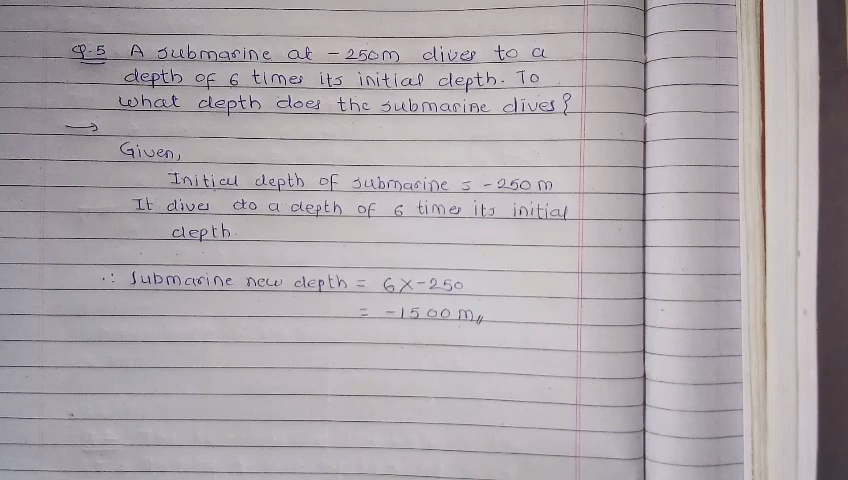 Q.5 A submarine at -250m dives to a
depth of 6 times its initial depth. To
what depth does the submarine dives?
→
Given,
Initial depth of submarine = -250 m
It dives to a depth of 6 times its initial
depth.
∴ Submarine new depth = 6×-250
= -1500 m//